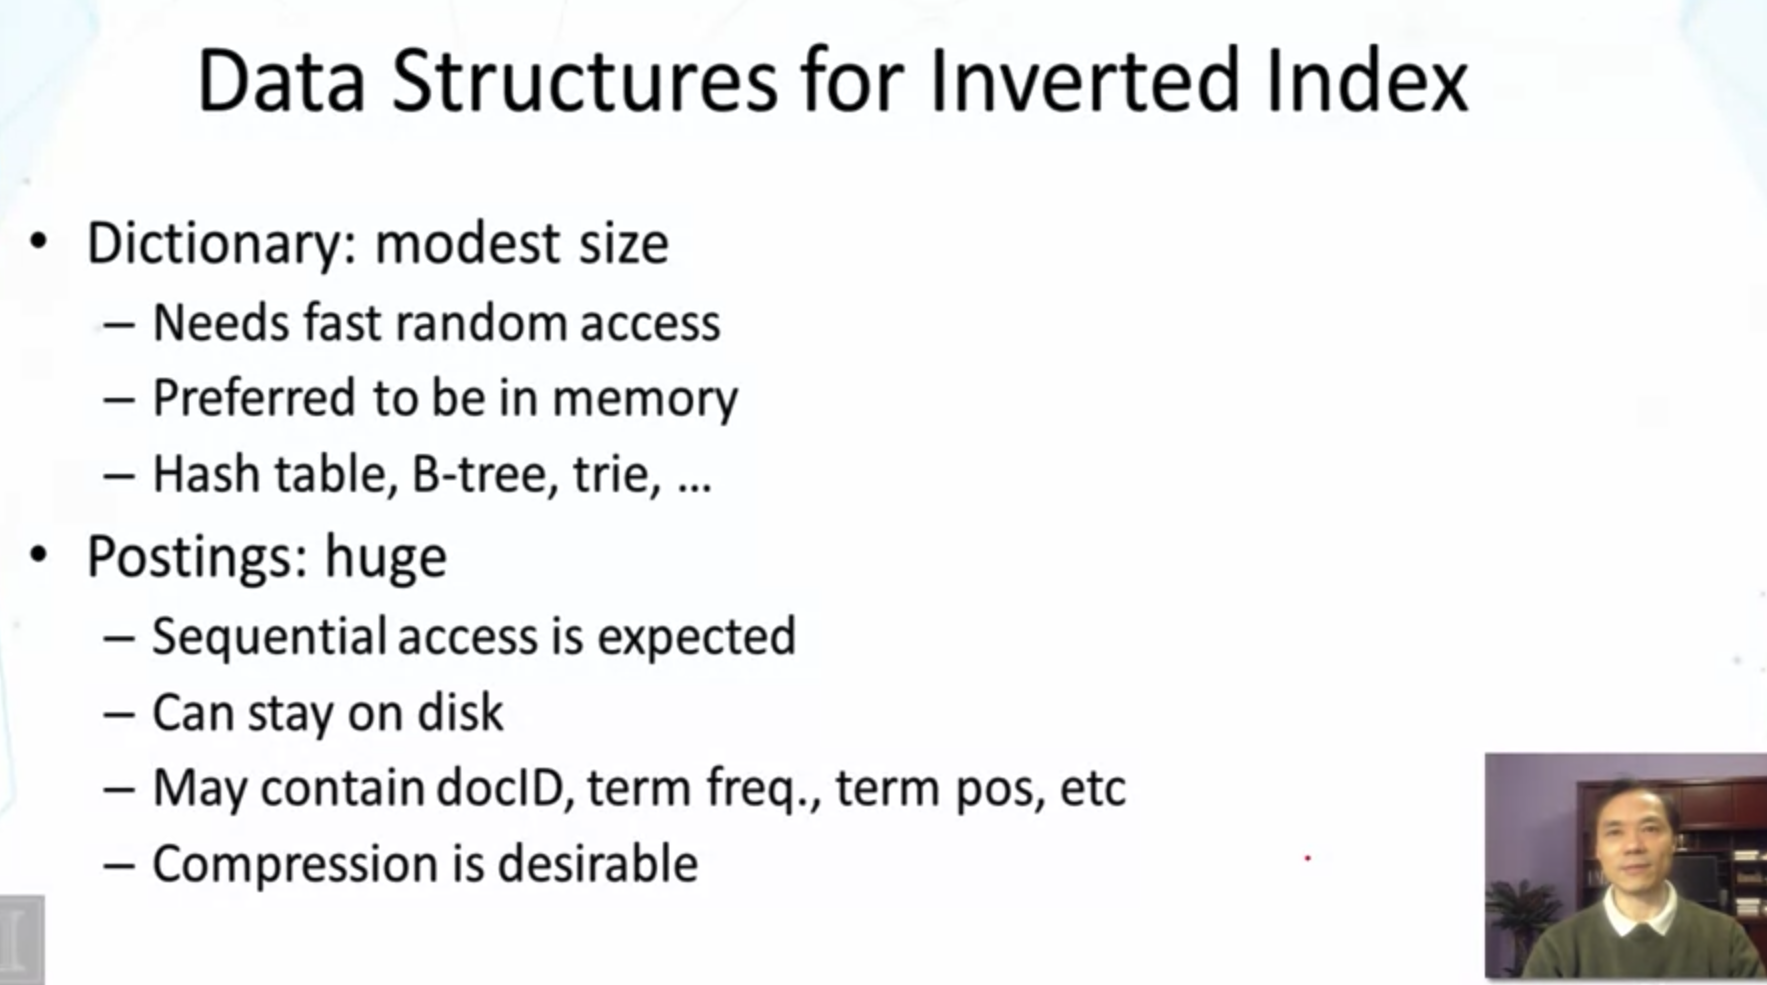 Data Structures for Inverted Index
• Dictionary: modest size
– Needs fast random access
– Preferred to be in memory
– Hash table, B-tree, trie, ...
• Postings: huge
– Sequential access is expected
– Can stay on disk
– May contain docID, term freq., term pos, etc
– Compression is desirable
I